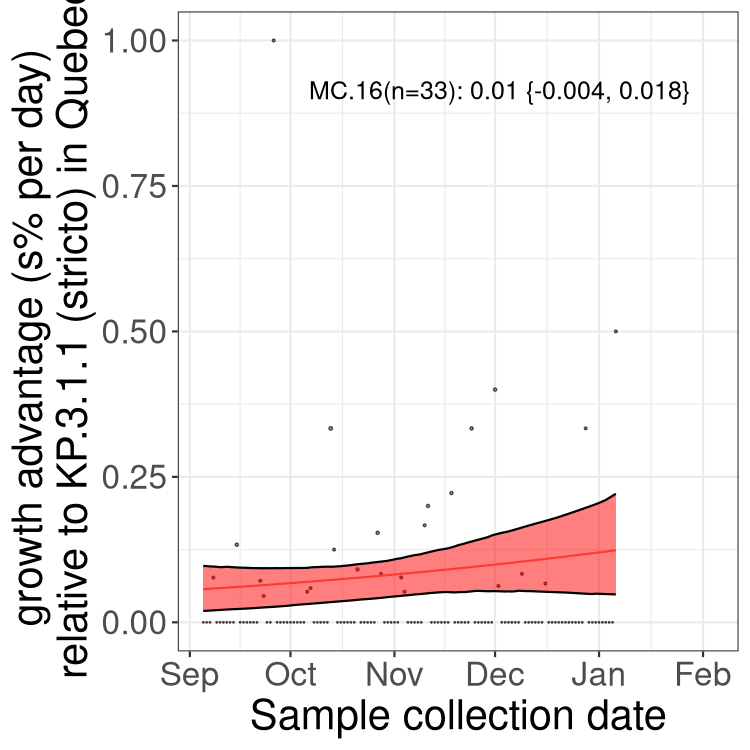 growth advantage (s% per day)
relative to KP.3.1.1 (stricto) in Quebec
1.00
0.75
0.50
0.25
0.00
MC.16(n=33): 0.01 {-0.004, 0.018}
Sep Oct Nov Dec Jan Feb
Sample collection date